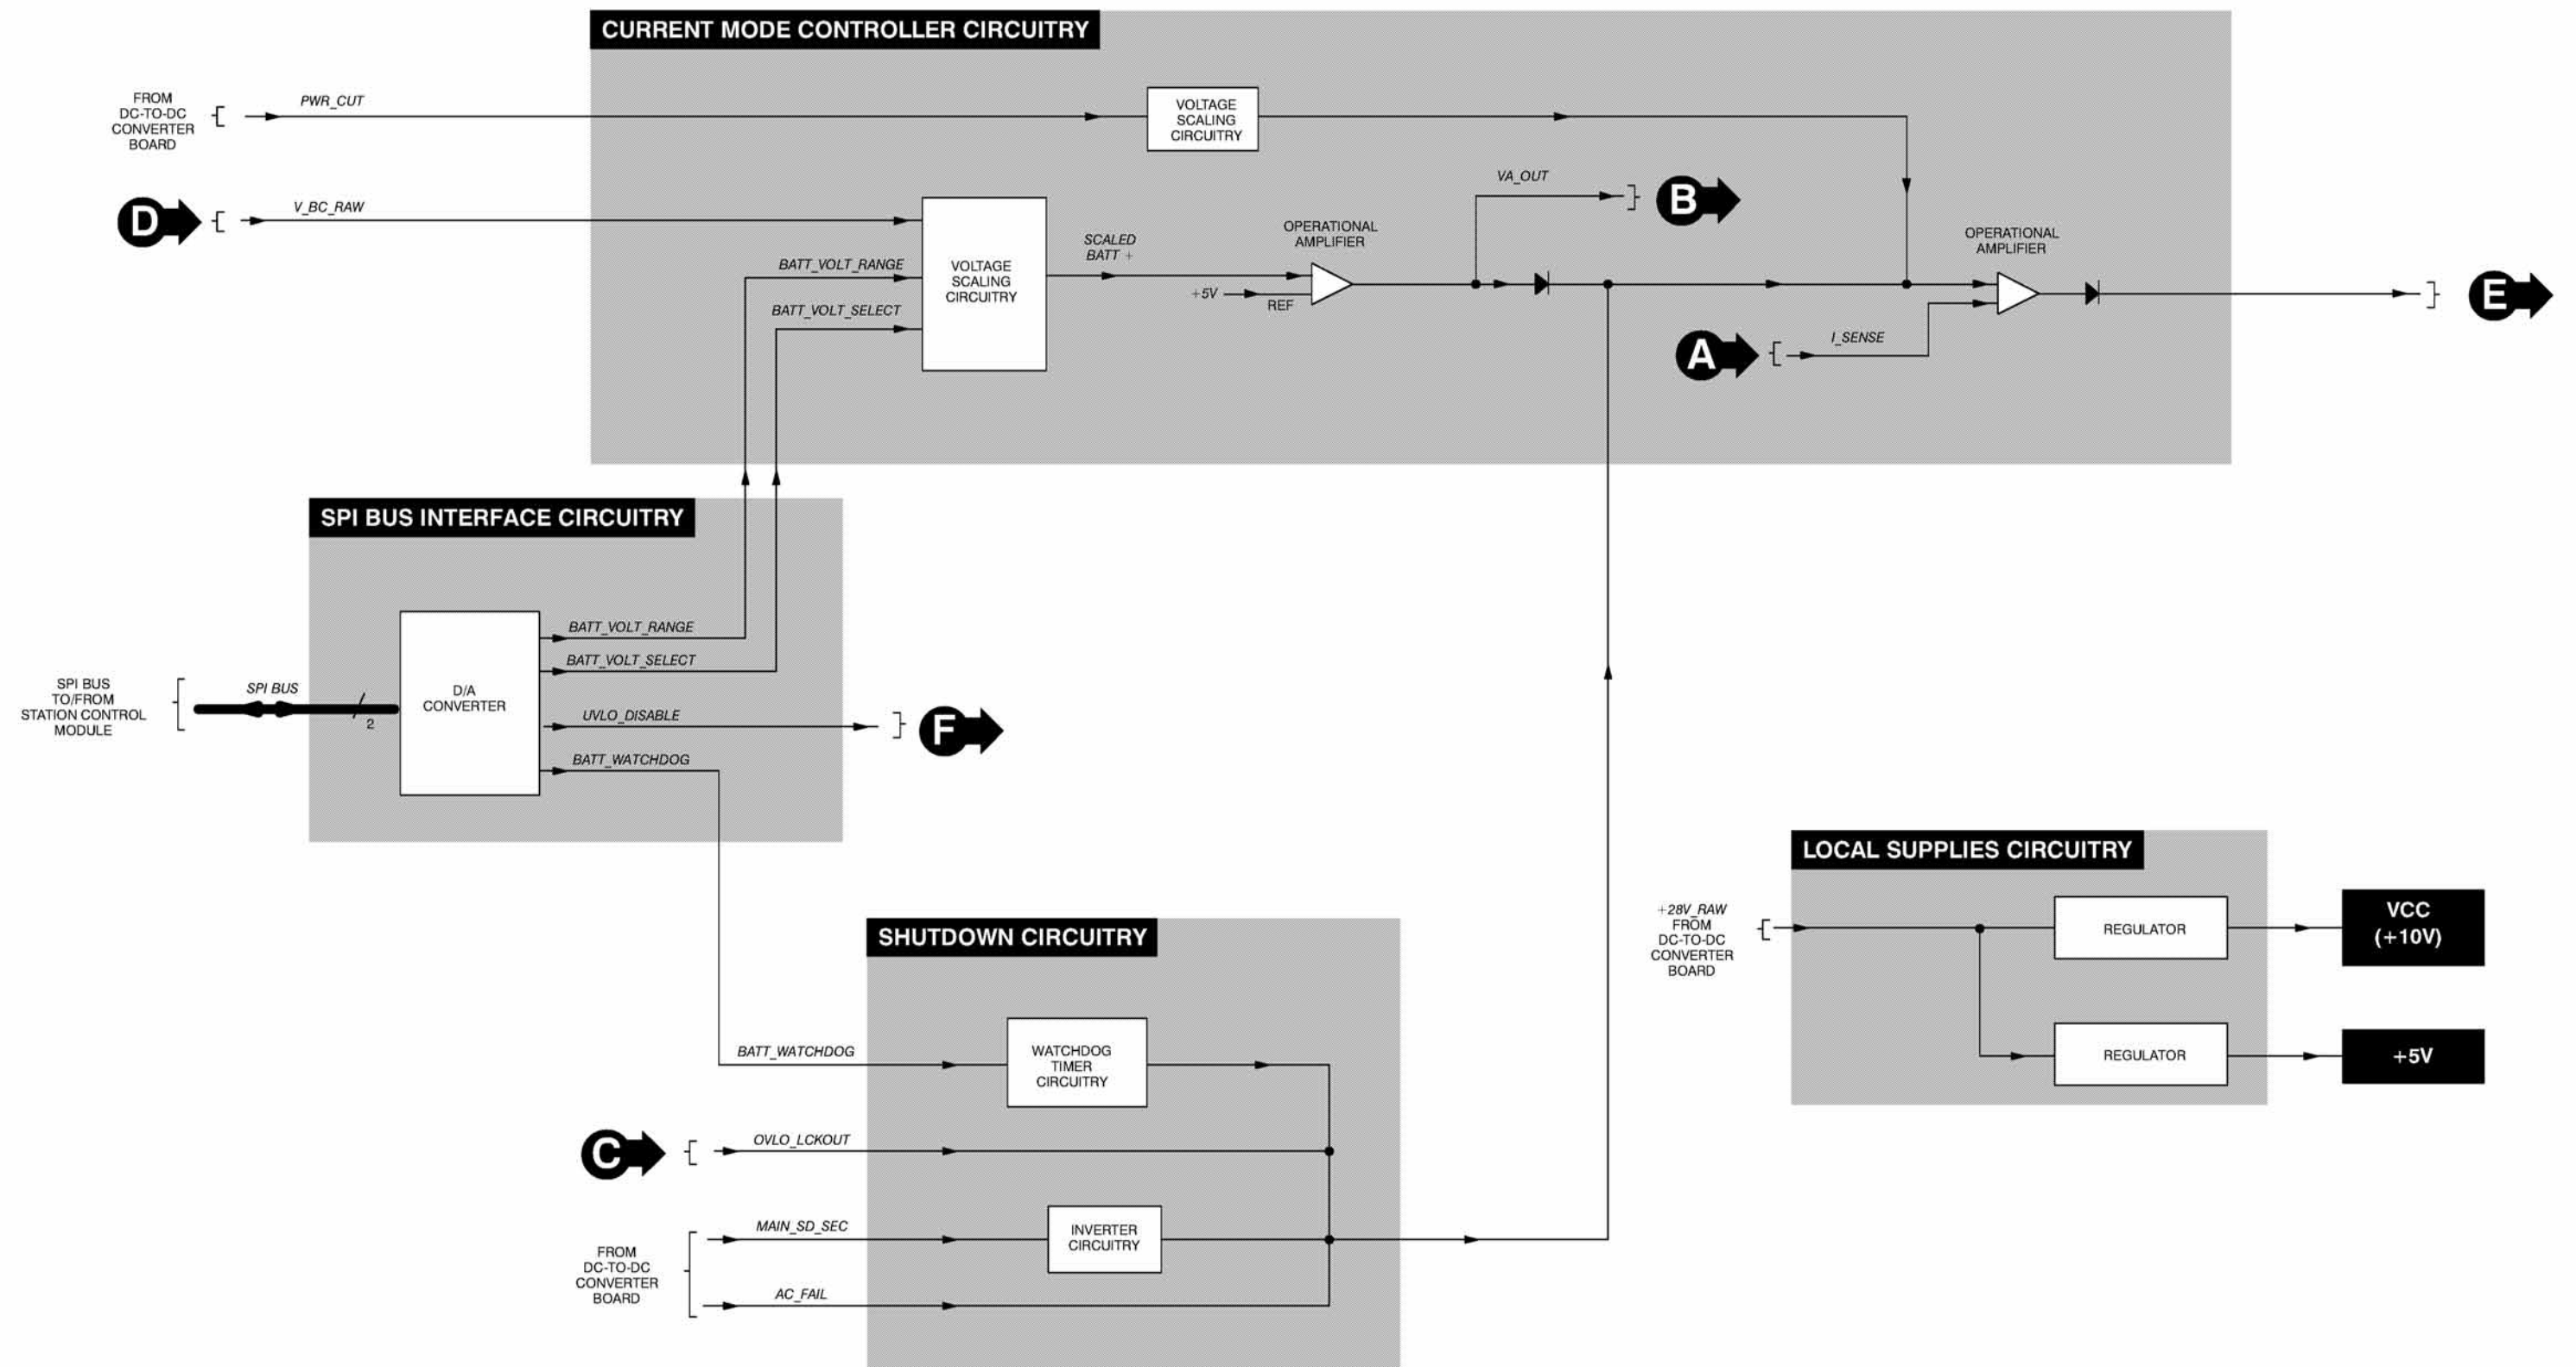 CURRENT MODE CONTROLLER CIRCUITRY
FROM
DC-TO-DC
CONVERTER
BOARD
PWR_CUT
VOLTAGE
SCALING
CIRCUITRY
D
V_BC_RAW
BATT_VOLT_RANGE
BATT_VOLT_SELECT
VOLTAGE
SCALING
CIRCUITRY
SCALED
BATT +
+5V
REF
OPERATIONAL
AMPLIFIER
VA_OUT
B
A
I_SENSE
OPERATIONAL
AMPLIFIER
E
SPI BUS INTERFACE CIRCUITRY
SPI BUS
TO/FROM
STATION CONTROL
MODULE
SPI BUS
2
D/A
CONVERTER
BATT_VOLT_RANGE
BATT_VOLT_SELECT
UVLO_DISABLE
BATT_WATCHDOG
F
SHUTDOWN CIRCUITRY
BATT_WATCHDOG
WATCHDOG
TIMER
CIRCUITRY
C
OVLO_LCKOUT
FROM
DC-TO-DC
CONVERTER
BOARD
MAIN_SD_SEC
INVERTER
CIRCUITRY
AC_FAIL
LOCAL SUPPLIES CIRCUITRY
+28V_RAW
FROM
DC-TO-DC
CONVERTER
BOARD
REGULATOR
VCC
(+10V)
REGULATOR
+5V